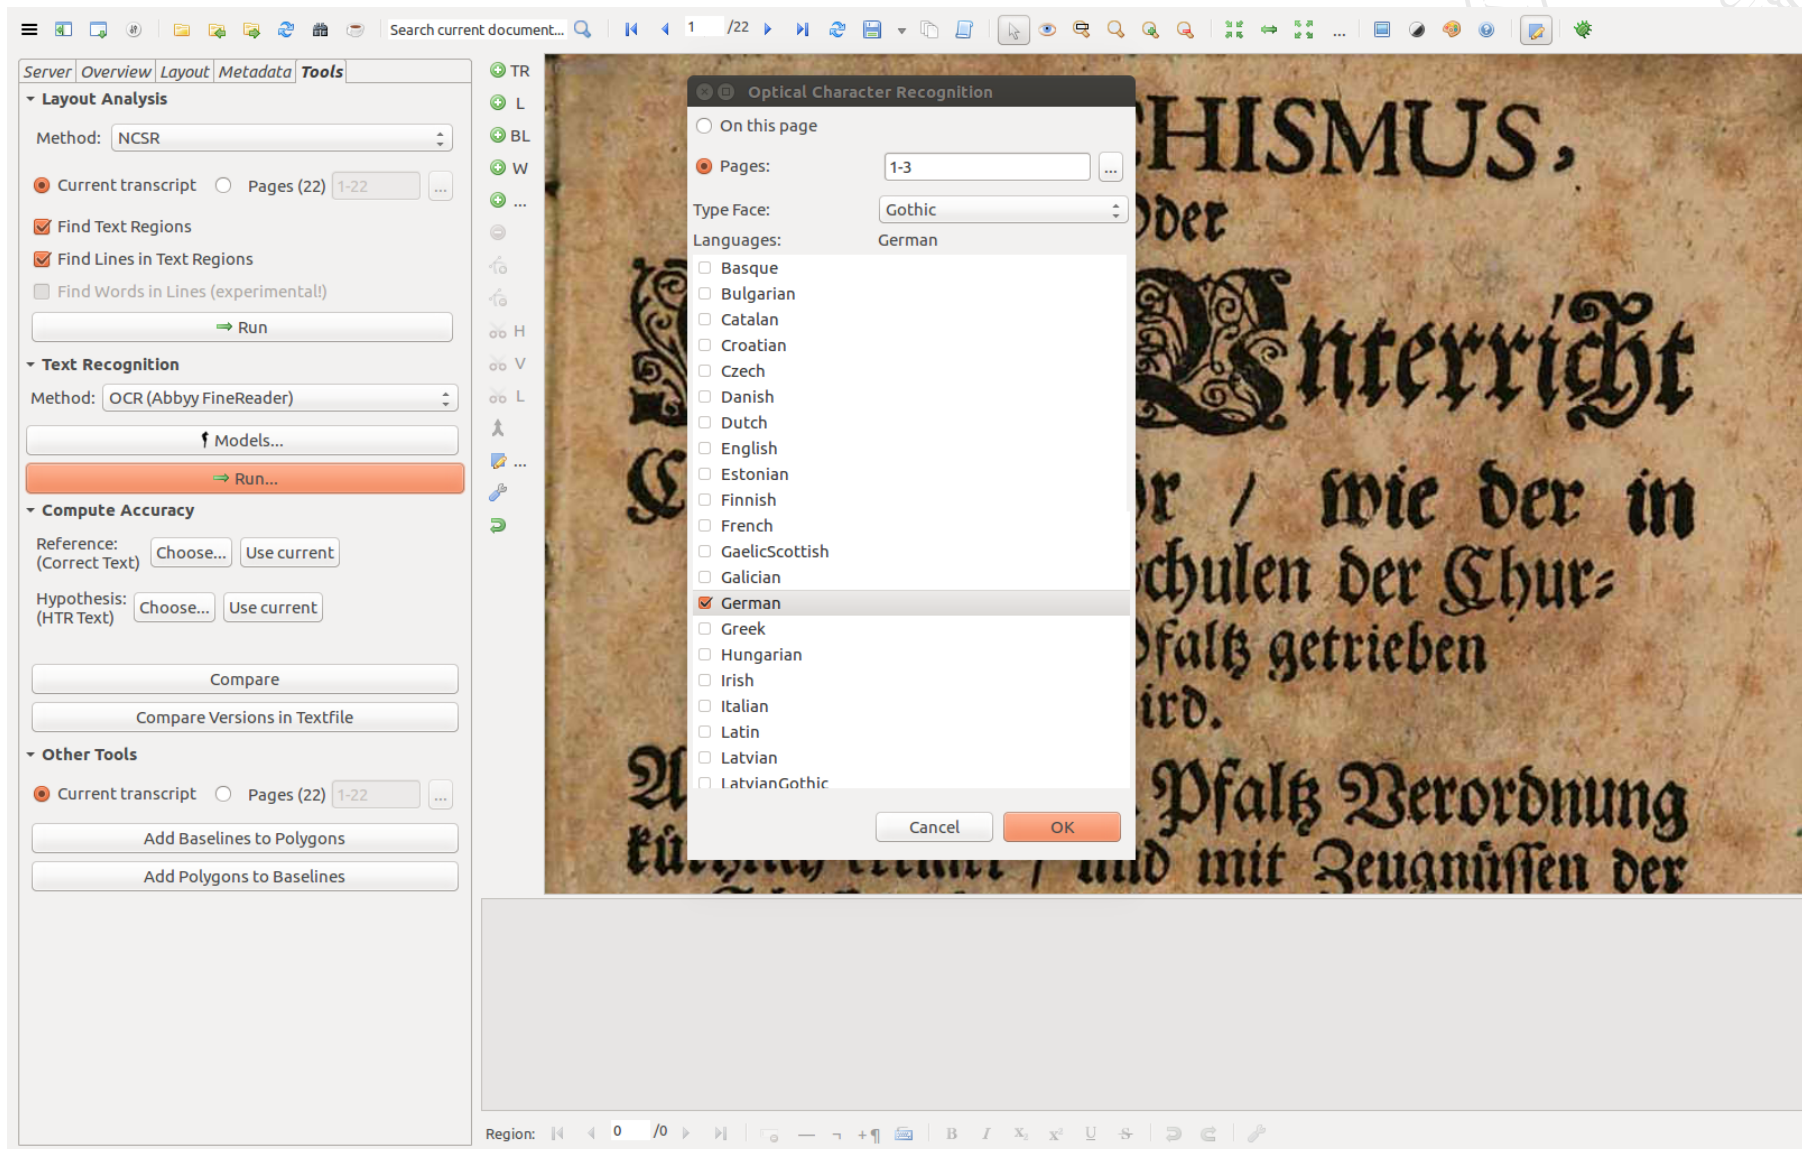 Search current document...
1 /22
Server Overview Layout Metadata Tools
Layout Analysis
Method: NCSR
Current transcript Pages (22) 1-22 ...
Find Text Regions
Find Lines in Text Regions
Find Words in Lines (experimental!)
Run
Text Recognition
Method: OCR (Abbyy FineReader)
Models...
Run...
Compute Accuracy
Reference:
(Correct Text)
Choose... Use current
Hypothesis:
(HTR Text)
Choose... Use current
Compare
Compare Versions in Textfile
Other Tools
Current transcript Pages (22) 1-22 ...
Add Baselines to Polygons
Add Polygons to Baselines
TR
L
BL
W
...
H
V
L
...
Optical Character Recognition
On this page
Pages: 1-3 ...
Type Face: Gothic
Languages: German
Basque
Bulgarian
Catalan
Croatian
Czech
Danish
Dutch
English
Estonian
Finnish
French
GaelicScottish
Galician
German
Greek
Hungarian
Irish
Italian
Latin
Latvian
LatvianGothic
Cancel OK
HISMUS,
Oder
Unterricht
/ wie der in
chulen der Chur=
Pfaltz getrieben
ird.
Pfaltz Verordnung
und mit Zeugnüssen der
Region: 0 /0
B I X₂ X² U S